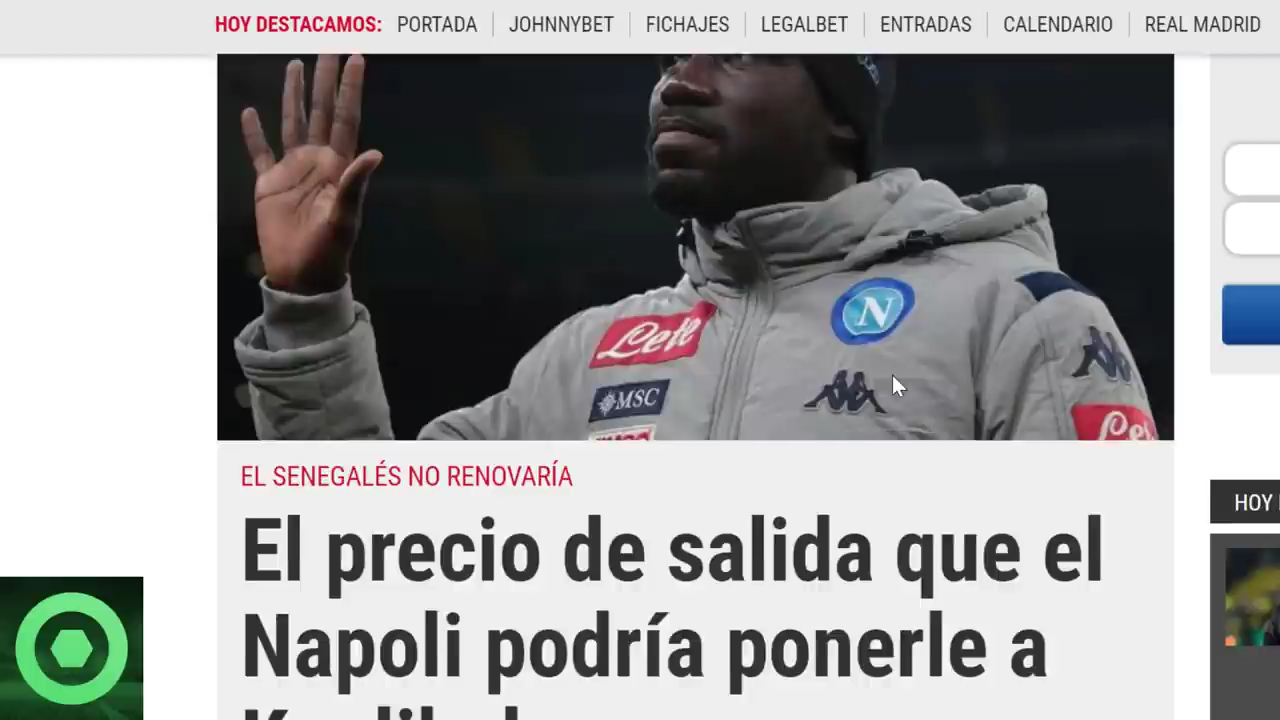 HOY DESTACAMOS: PORTADA JOHNNYBET FICHAJES LEGALBET ENTRADAS CALENDARIO REAL MADRID
Lete
N
MSC
EL SENEGALÉS NO RENOVARÍA
El precio de salida que el
Napoli podría ponerle a
HOY